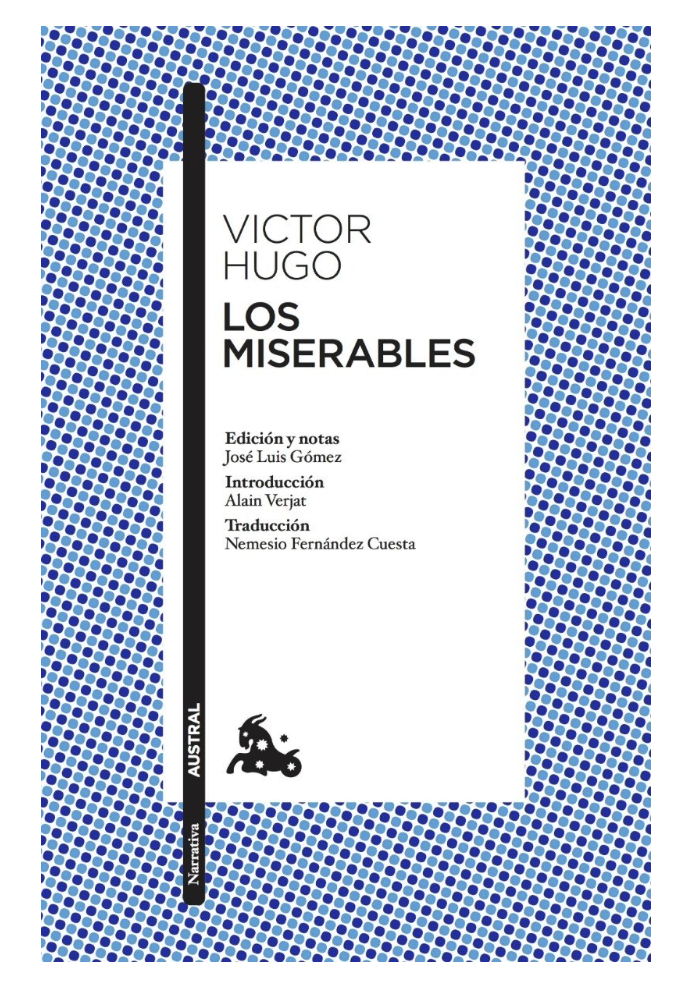 VICTOR
HUGO
LOS
MISERABLES
Edición y notas
José Luis Gómez
Introducción
Alain Verjat
Traducción
Nemesio Fernández Cuesta
AUSTRAL
Narrativa